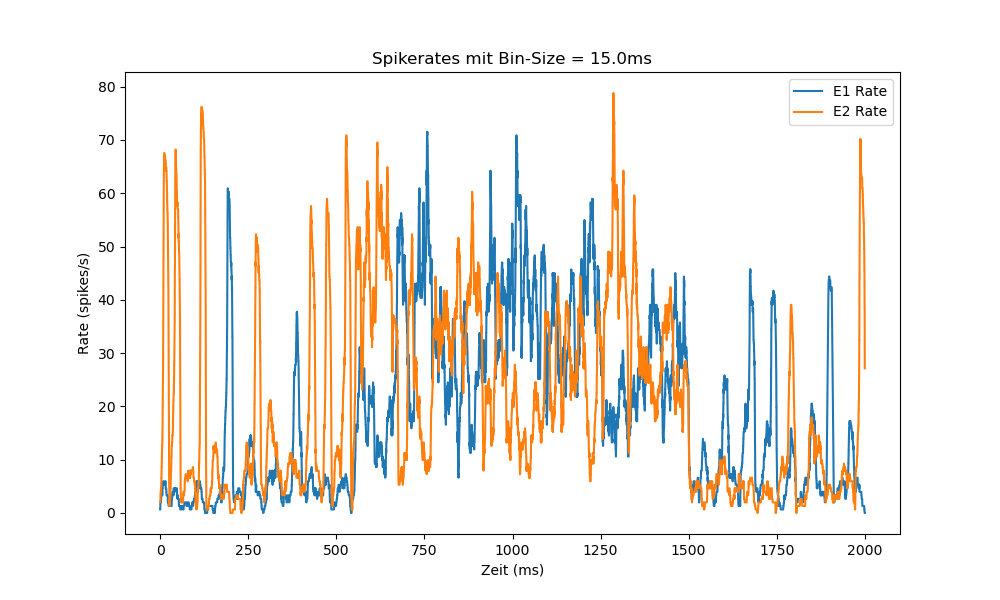 Spikerates mit Bin-Size = 15.0ms
E1 Rate
E2 Rate
Rate (spikes/s)
80
70
60
50
40
30
20
10
0
0 250 500 750 1000 1250 1500 1750 2000
Zeit (ms)